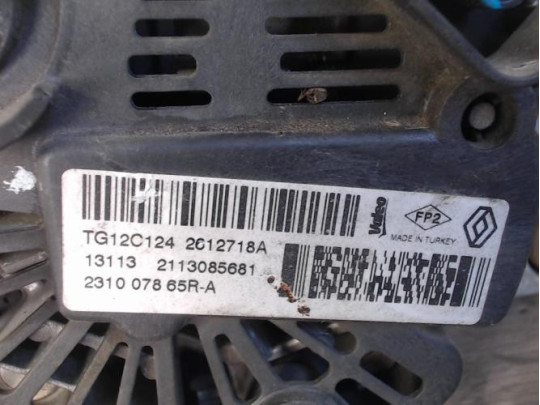 Valeo
FP2
MADE IN TURKEY
TG12C124 2612718A
13113 2113085681
2310 078 65R-A